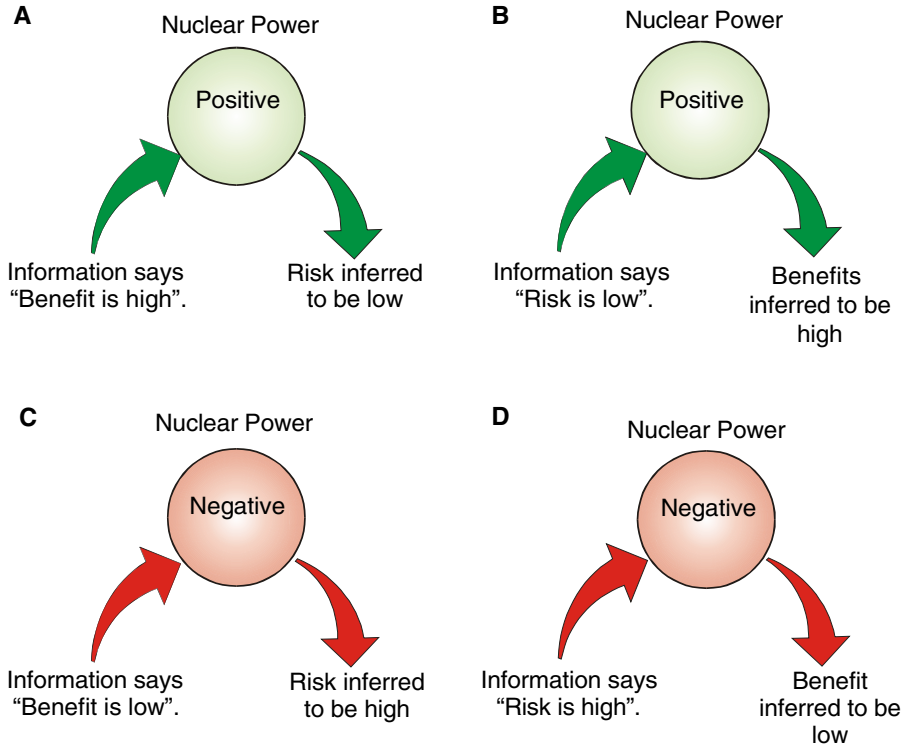 A
Nuclear Power
Positive
Information says
“Benefit is high”.
Risk inferred
to be low
B
Nuclear Power
Positive
Information says
“Risk is low”.
Benefits
inferred to be
high
C
Nuclear Power
Negative
Information says
“Benefit is low”.
Risk inferred
to be high
D
Nuclear Power
Negative
Information says
“Risk is high”.
Benefit
inferred to be
low